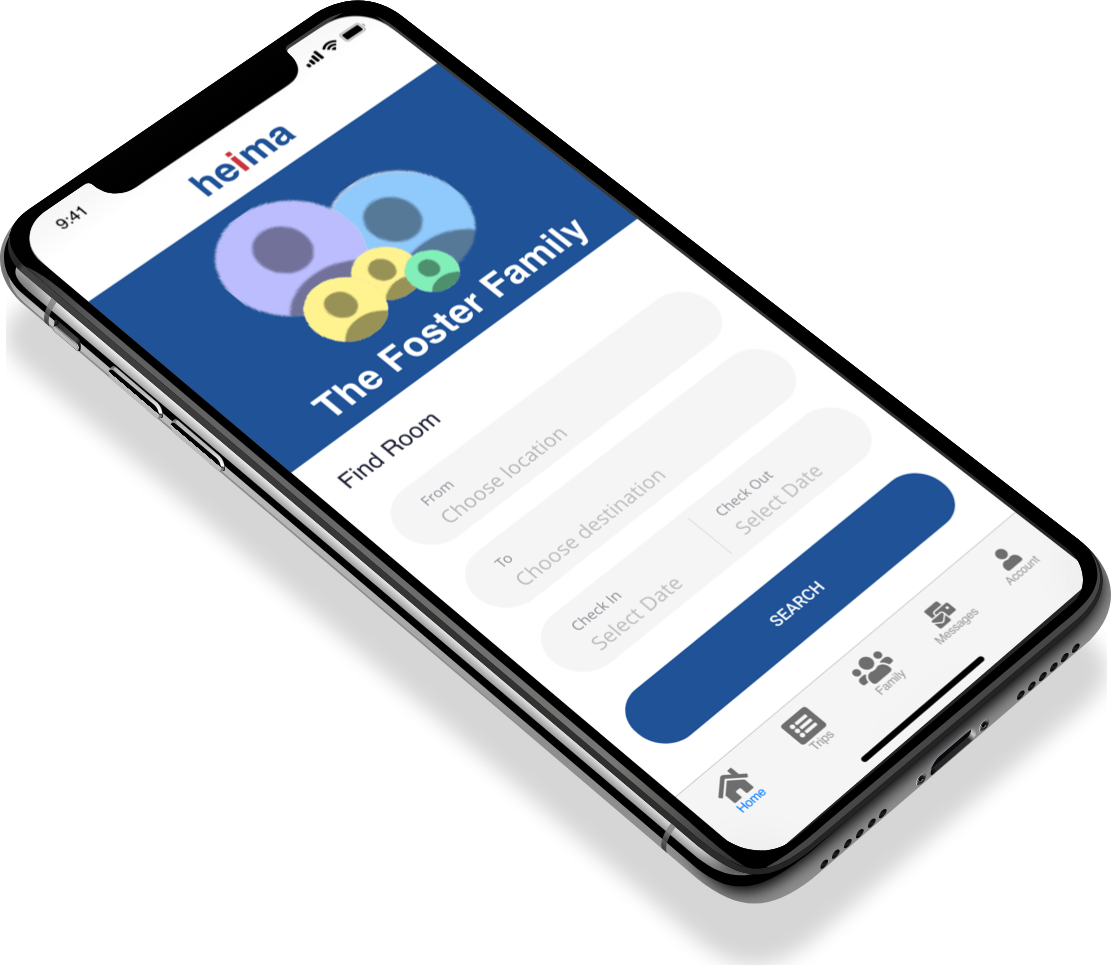 9:41
heima
The Foster Family
Find Room
From
Choose location
To
Choose destination
Check In
Select Date
Check Out
Select Date
SEARCH
Home
Trips
Family
Messages
Account